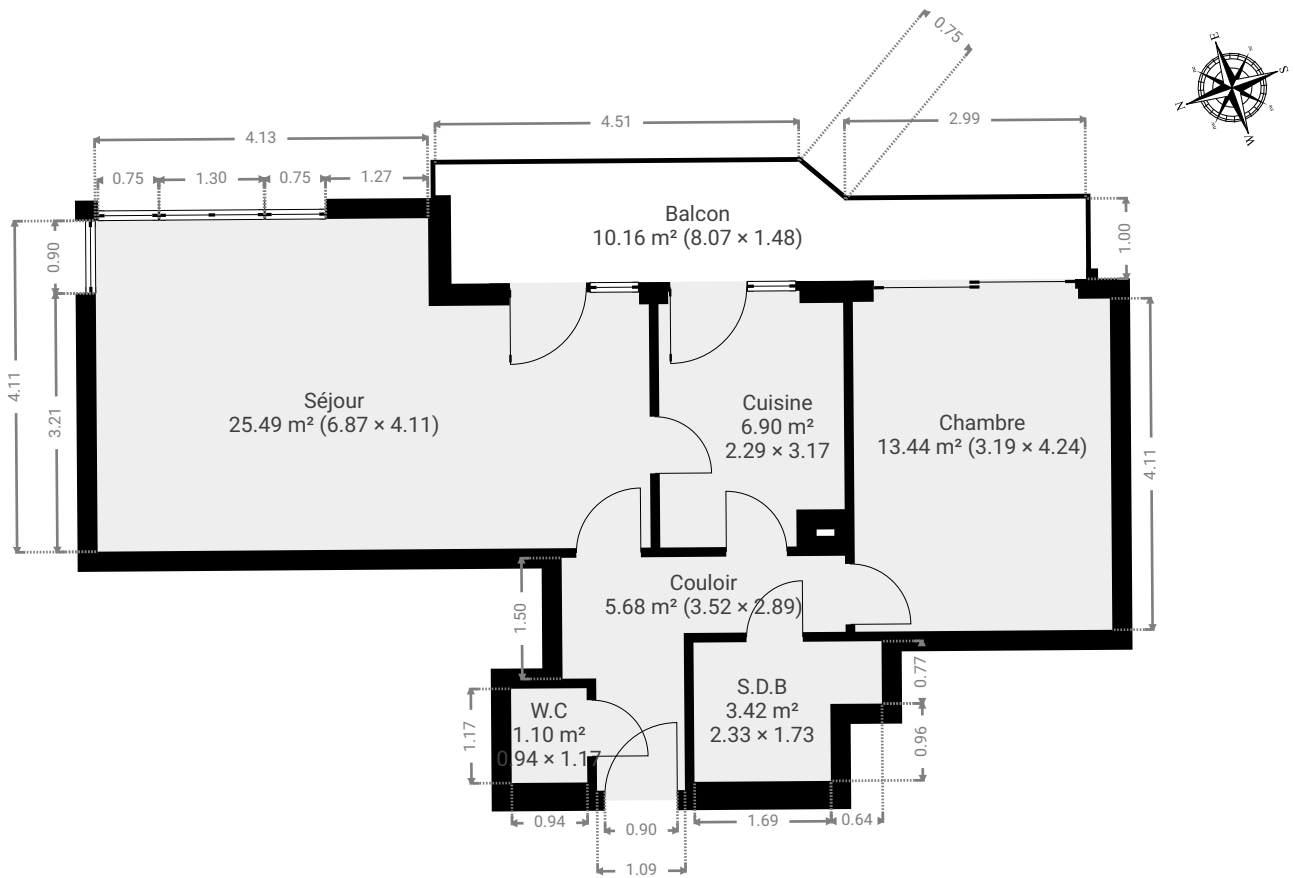 0.75
E
S
N
W
4.51
2.99
4.13
0.75
1.30
0.75
1.27
Balcon
10.16 m² (8.07 × 1.48)
1.00
0.90
4.11
3.21
Séjour
25.49 m² (6.87 × 4.11)
Cuisine
6.90 m²
2.29 × 3.17
Chambre
13.44 m² (3.19 × 4.24)
4.11
Couloir
5.68 m² (3.52 × 2.89)
1.50
0.77
S.D.B
3.42 m²
2.33 × 1.73
W.C
1.10 m²
0.94 × 1.17
1.17
0.96
0.94
0.90
1.69
0.64
1.09